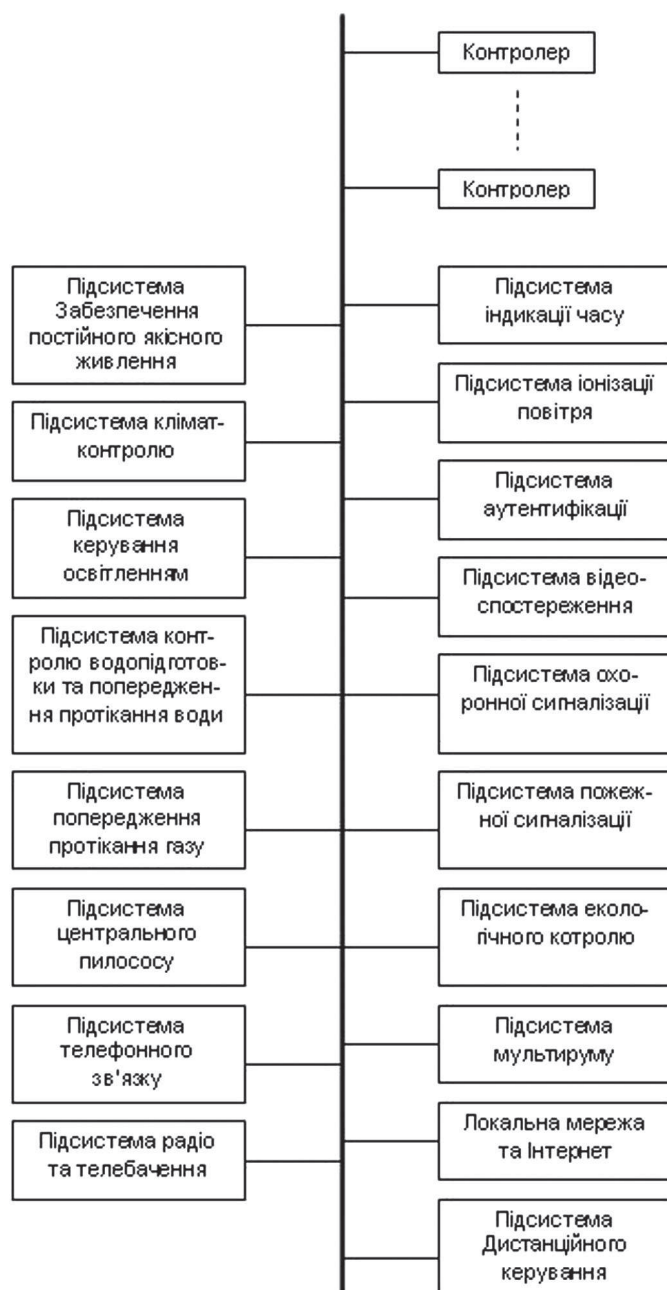 Контролер
Контролер
Підсистема
Забезпечення
постійного якісного
живлення
Підсистема клімат-
контролю
Підсистема
керування
освітленням
Підсистема конт-
ролю водопідготов-
ки та попереджен-
ня протікання води
Підсистема
попередження
протікання газу
Підсистема
центрального
пилососу
Підсистема
телефонного
зв'язку
Підсистема радіо
та телебачення
Підсистема
індикації часу
Підсистема іонізації
повітря
Підсистема
аутентифікації
Підсистема відео-
спостереження
Підсистема охо-
ронної сигналізації
Підсистема пожеж-
ної сигналізації
Підсистема еколо-
гічного котролю
Підсистема
мультируму
Локальна мережа
та Інтернет
Підсистема
Дистанційного
керування